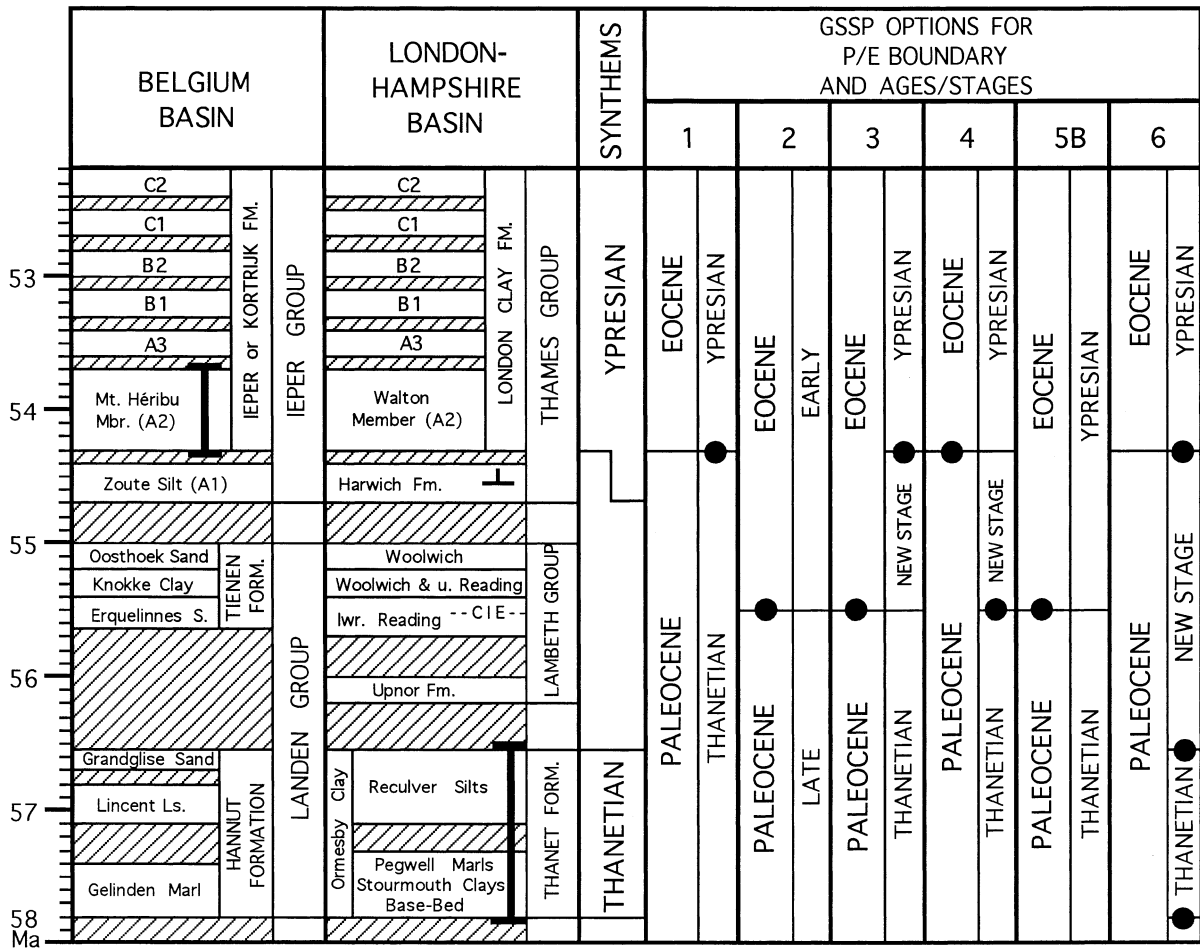 BELGIUM
BASIN
LONDON-
HAMPSHIRE
BASIN
SYNTHEMS
GSSP OPTIONS FOR
P/E BOUNDARY
AND AGES/STAGES
1
2
3
4
5B
6
53
54
55
56
57
58
Ma
C2
C1
B2
B1
A3
Mt. Héribu
Mbr. (A2)
Zoute Silt (A1)
Oosthoek Sand
Knokke Clay
Erquelinnes S.
Grandglise Sand
Lincent Ls.
Gelinden Marl
IEPER or KORTRIJK FM.
TIENEN
FORM.
HANNUT
FORMATION
IEPER GROUP
LANDEN GROUP
C2
C1
B2
B1
A3
Walton
Member (A2)
Harwich Fm.
Woolwich
Woolwich & u. Reading
lwr. Reading
--CIE--
Upnor Fm.
Ormesby Clay
Reculver Silts
Pegwell Marls
Stourmouth Clays
Base-Bed
LONDON CLAY FM.
THAMES GROUP
LAMBETH GROUP
THANET FORM.
YPRESIAN
THANETIAN
EOCENE
PALEOCENE
YPRESIAN
THANETIAN
EOCENE
PALEOCENE
EARLY
LATE
EOCENE
PALEOCENE
YPRESIAN
NEW STAGE
THANETIAN
EOCENE
PALEOCENE
YPRESIAN
NEW STAGE
THANETIAN
EOCENE
PALEOCENE
YPRESIAN
THANETIAN
EOCENE
PALEOCENE
YPRESIAN
NEW STAGE
THANETIAN